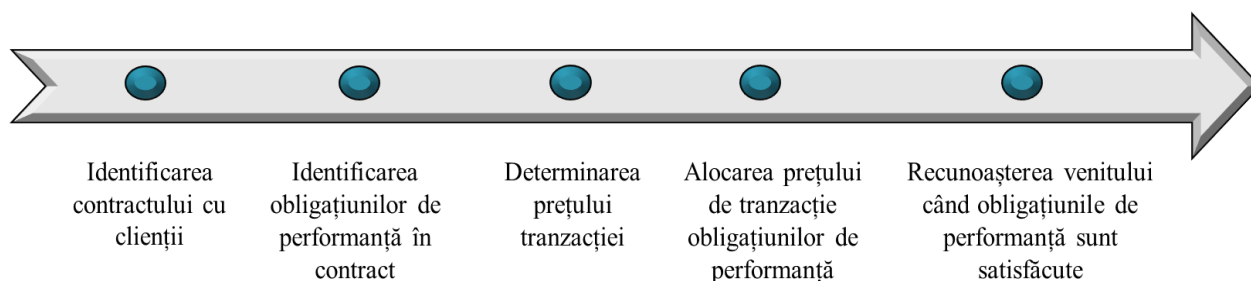 Identificarea
contractului cu
clienții
Identificarea
obligațiunilor de
performanță în
contract
Determinarea
prețului
tranzacției
Alocarea prețului
de tranzacție
obligațiunilor de
performanță
Recunoașterea venitului
când obligațiunile de
performanță sunt
satisfăcute